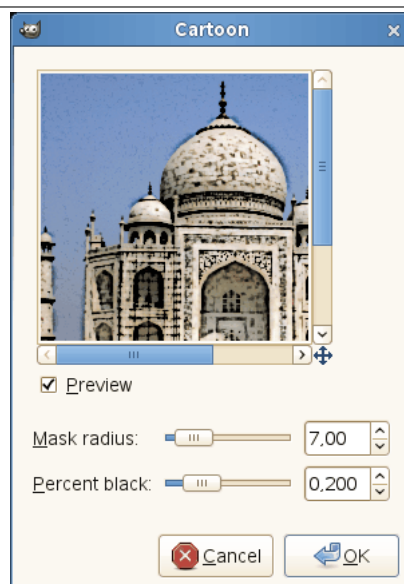 Cartoon
Preview
Mask radius: 7,00
Percent black: 0,200
Cancel OK